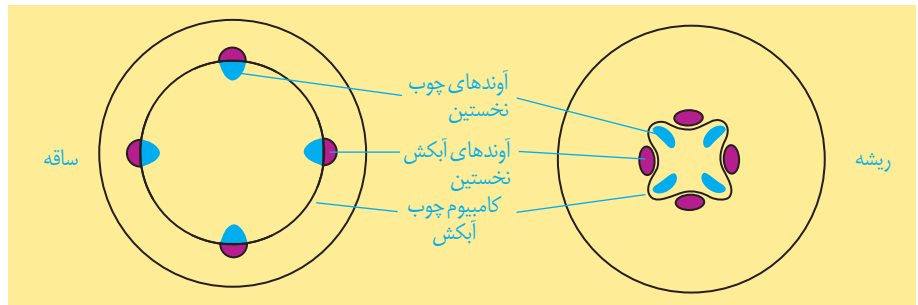 ریشه
آوندهای چوب
نخستین
آوندهای آبکش
نخستین
کامبیوم چوب
آبکش
ساقه